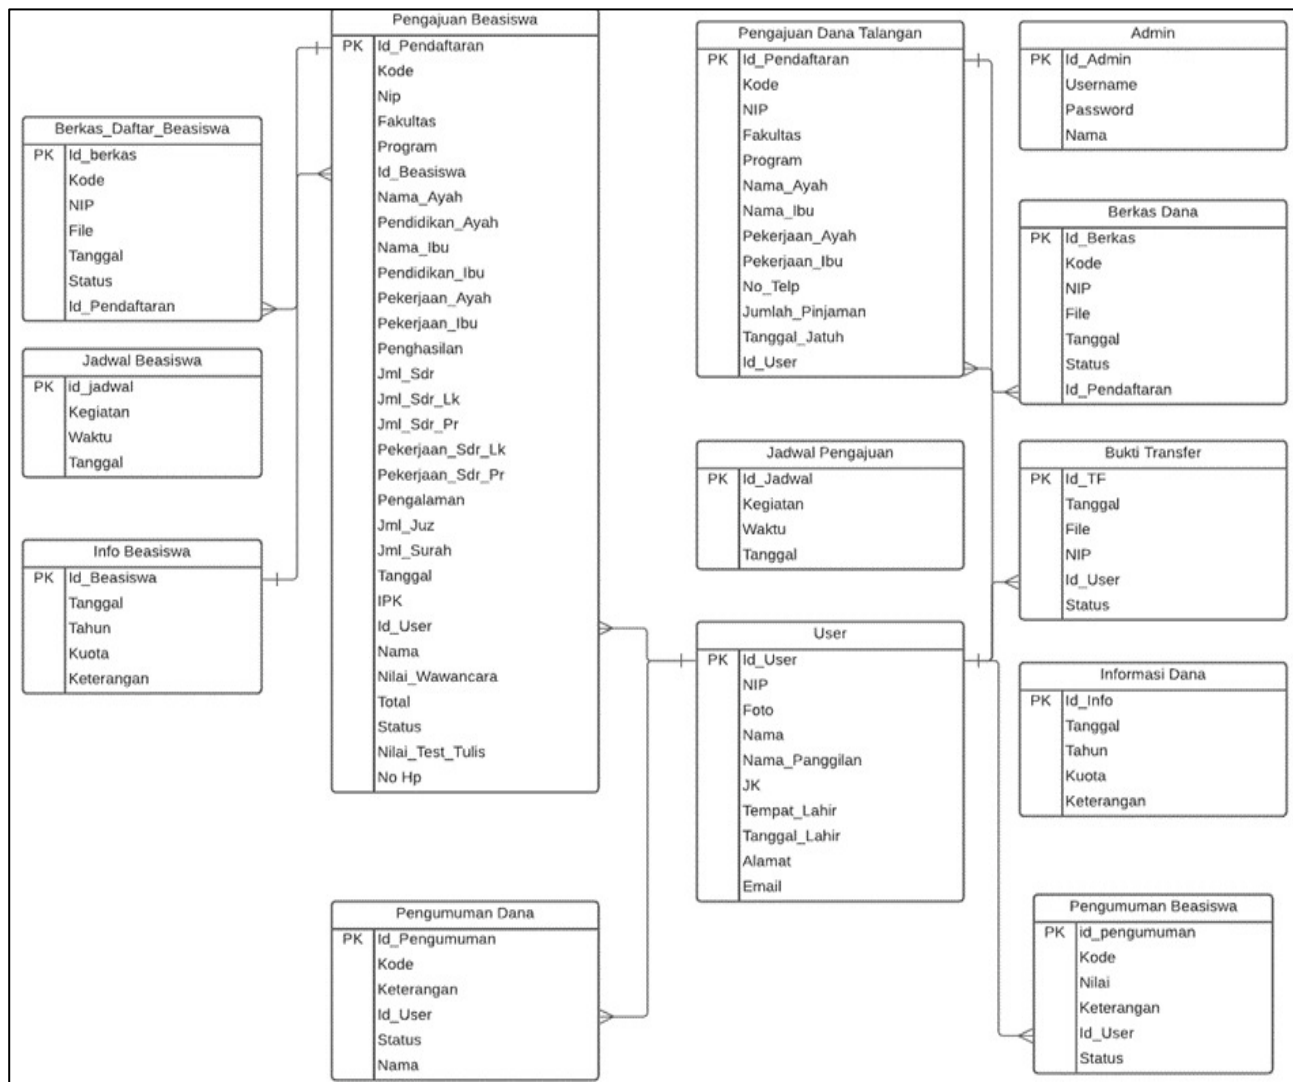 Pengajuan Beasiswa
PK Id_Pendaftaran
Kode
Nip
Fakultas
Program
Id_Beasiswa
Nama_Ayah
Pendidikan_Ayah
Nama_Ibu
Pendidikan_Ibu
Pekerjaan_Ayah
Pekerjaan_Ibu
Penghasilan
Jml_Sdr
Jml_Sdr_Lk
Jml_Sdr_Pr
Pekerjaan_Sdr_Lk
Pekerjaan_Sdr_Pr
Pengalaman
Jml_Juz
Jml_Surah
Tanggal
IPK
Id_User
Nama
Nilai_Wawancara
Total
Status
Nilai_Test_Tulis
No Hp
Berkas_Daftar_Beasiswa
PK Id_berkas
Kode
NIP
File
Tanggal
Status
Id_Pendaftaran
Jadwal Beasiswa
PK id_jadwal
Kegiatan
Waktu
Tanggal
Info Beasiswa
PK Id_Beasiswa
Tanggal
Tahun
Kuota
Keterangan
Pengumuman Dana
PK Id_Pengumuman
Kode
Keterangan
Id_User
Status
Nama
Pengajuan Dana Talangan
PK Id_Pendaftaran
Kode
NIP
Fakultas
Program
Nama_Ayah
Nama_Ibu
Pekerjaan_Ayah
Pekerjaan_Ibu
No_Telp
Jumlah_Pinjaman
Tanggal_Jatuh
Id_User
Jadwal Pengajuan
PK Id_Jadwal
Kegiatan
Waktu
Tanggal
User
PK Id_User
NIP
Foto
Nama
Nama_Panggilan
JK
Tempat_Lahir
Tanggal_Lahir
Alamat
Email
Admin
PK Id_Admin
Username
Password
Nama
Berkas Dana
PK Id_Berkas
Kode
NIP
File
Tanggal
Status
Id_Pendaftaran
Bukti Transfer
PK Id_TF
Tanggal
File
NIP
Id_User
Status
Informasi Dana
PK Id_Info
Tanggal
Tahun
Kuota
Keterangan
Pengumuman Beasiswa
PK id_pengumuman
Kode
Nilai
Keterangan
Id_User
Status